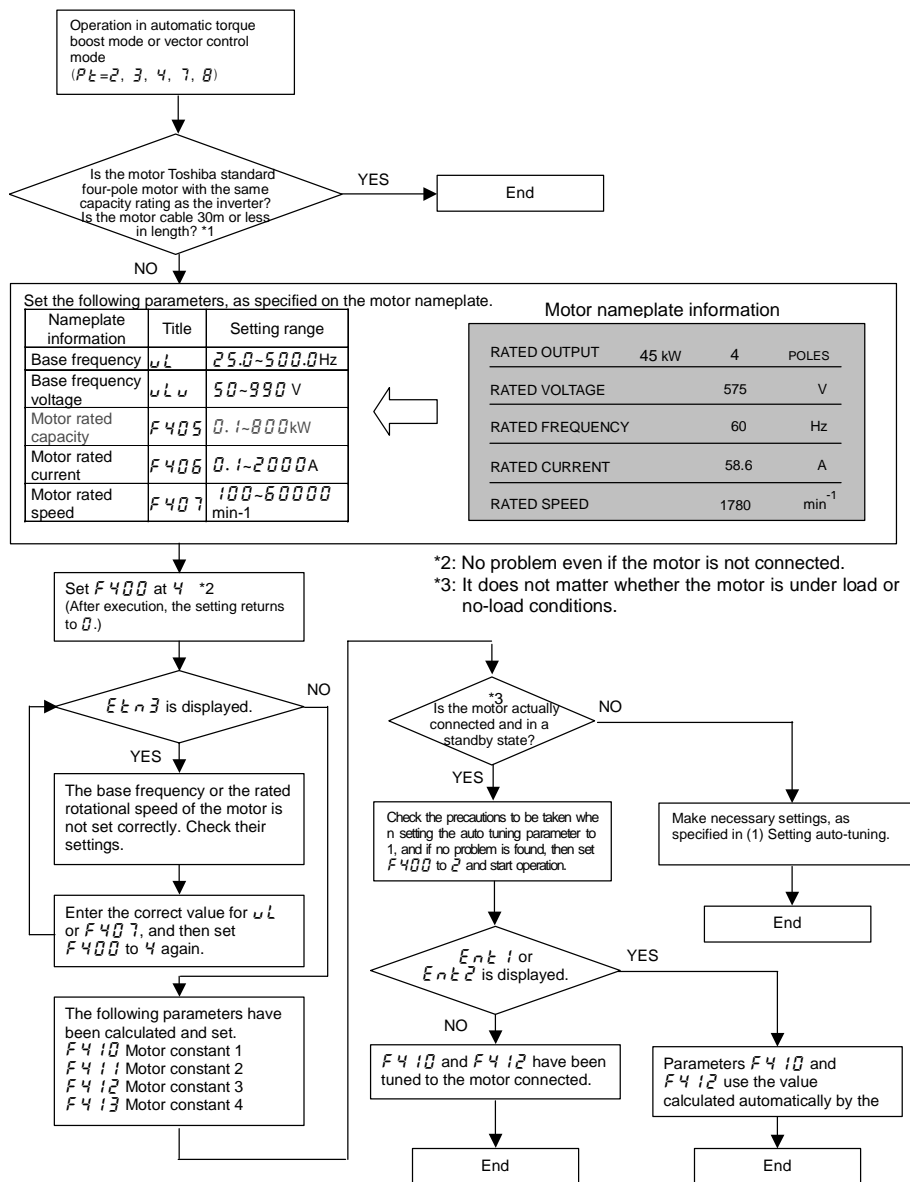 Operation in automatic torque
boost mode or vector control
mode
(Pt=2, 3, 4, 7, 8)
Is the motor Toshiba standard
four-pole motor with the same
capacity rating as the inverter?
Is the motor cable 30m or less
in length? *1
YES
End
NO
Set the following parameters, as specified on the motor nameplate.
Nameplate
information
Title
Setting range
Base frequency
uL
25.0~500.0Hz
Base frequency
voltage
uLu
50~990 V
Motor rated
capacity
F405
0.1~800kW
Motor rated
current
F406
0.1~2000A
Motor rated
speed
F407
100~60000
min-1
Motor nameplate information
RATED OUTPUT 45 kW 4 POLES
RATED VOLTAGE 575 V
RATED FREQUENCY 60 Hz
RATED CURRENT 58.6 A
RATED SPEED 1780 min-1
*2: No problem even if the motor is not connected.
*3: It does not matter whether the motor is under load or
no-load conditions.
Set F400 at 4 *2
(After execution, the setting returns
to 0.)
Etn3 is displayed.
NO
YES
The base frequency or the rated
rotational speed of the motor is
not set correctly. Check their
settings.
Enter the correct value for uL
or F407, and then set
F400 to 4 again.
The following parameters have
been calculated and set.
F410 Motor constant 1
F411 Motor constant 2
F412 Motor constant 3
F413 Motor constant 4
*3
Is the motor actually
connected and in a
standby state?
NO
YES
Check the precautions to be taken whe
n setting the auto tuning parameter to
1, and if no problem is found, then set
F400 to 2 and start operation.
Make necessary settings, as
specified in (1) Setting auto-tuning.
End
Ent1 or
Ent2 is displayed.
YES
NO
F410 and F412 have been
tuned to the motor connected.
End
Parameters F410 and
F412 use the value
calculated automatically by the
End